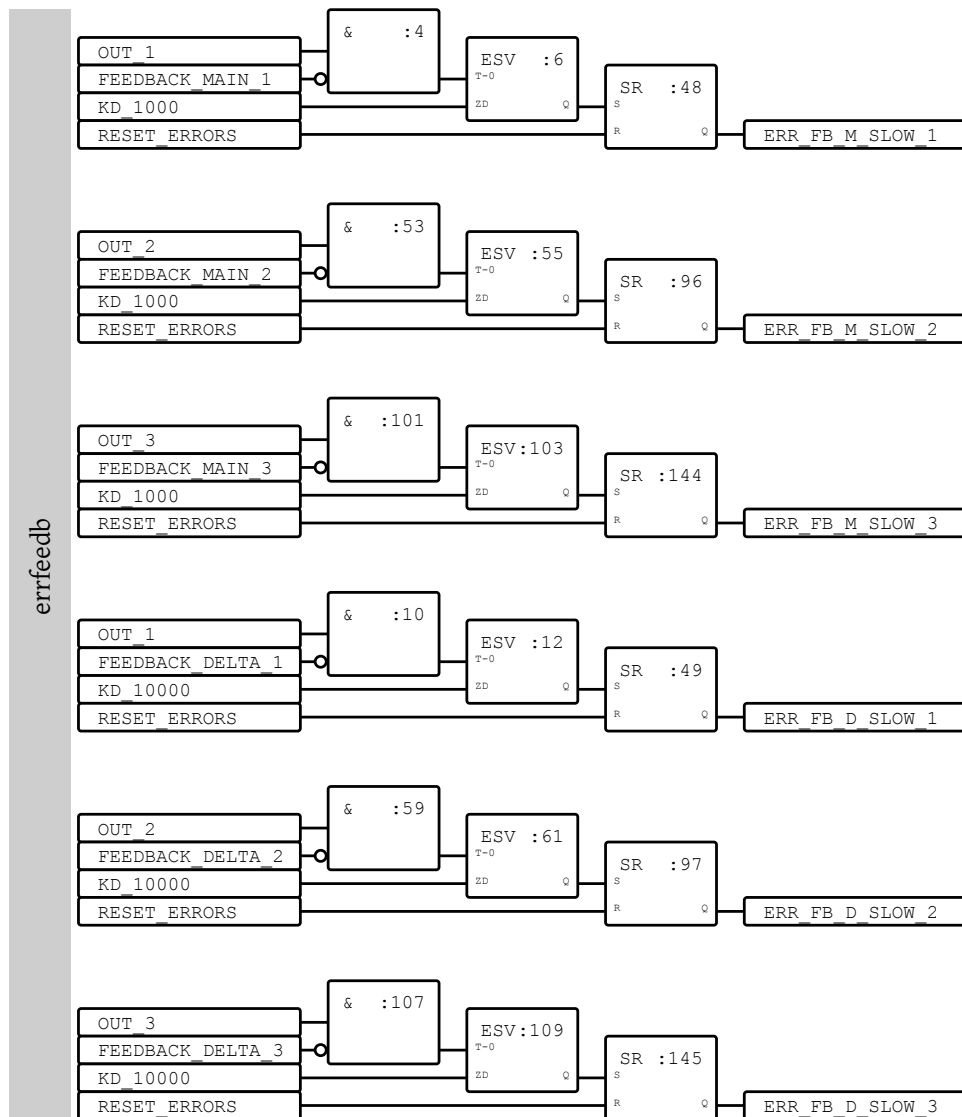 errfeedb
& :4
OUT_1
ESV :6
FEEDBACK_MAIN_1
T-0
SR :48
KD_1000
ZD Q
S
RESET_ERRORS
R Q
ERR_FB_M_SLOW_1
& :53
OUT_2
ESV :55
FEEDBACK_MAIN_2
T-0
SR :96
KD_1000
ZD Q
S
RESET_ERRORS
R Q
ERR_FB_M_SLOW_2
& :101
OUT_3
ESV:103
FEEDBACK_MAIN_3
T-0
SR :144
KD_1000
ZD Q
S
RESET_ERRORS
R Q
ERR_FB_M_SLOW_3
& :10
OUT_1
ESV :12
FEEDBACK_DELTA_1
T-0
SR :49
KD_10000
ZD Q
S
RESET_ERRORS
R Q
ERR_FB_D_SLOW_1
& :59
OUT_2
ESV :61
FEEDBACK_DELTA_2
T-0
SR :97
KD_10000
ZD Q
S
RESET_ERRORS
R Q
ERR_FB_D_SLOW_2
& :107
OUT_3
ESV:109
FEEDBACK_DELTA_3
T-0
SR :145
KD_10000
ZD Q
S
RESET_ERRORS
R Q
ERR_FB_D_SLOW_3